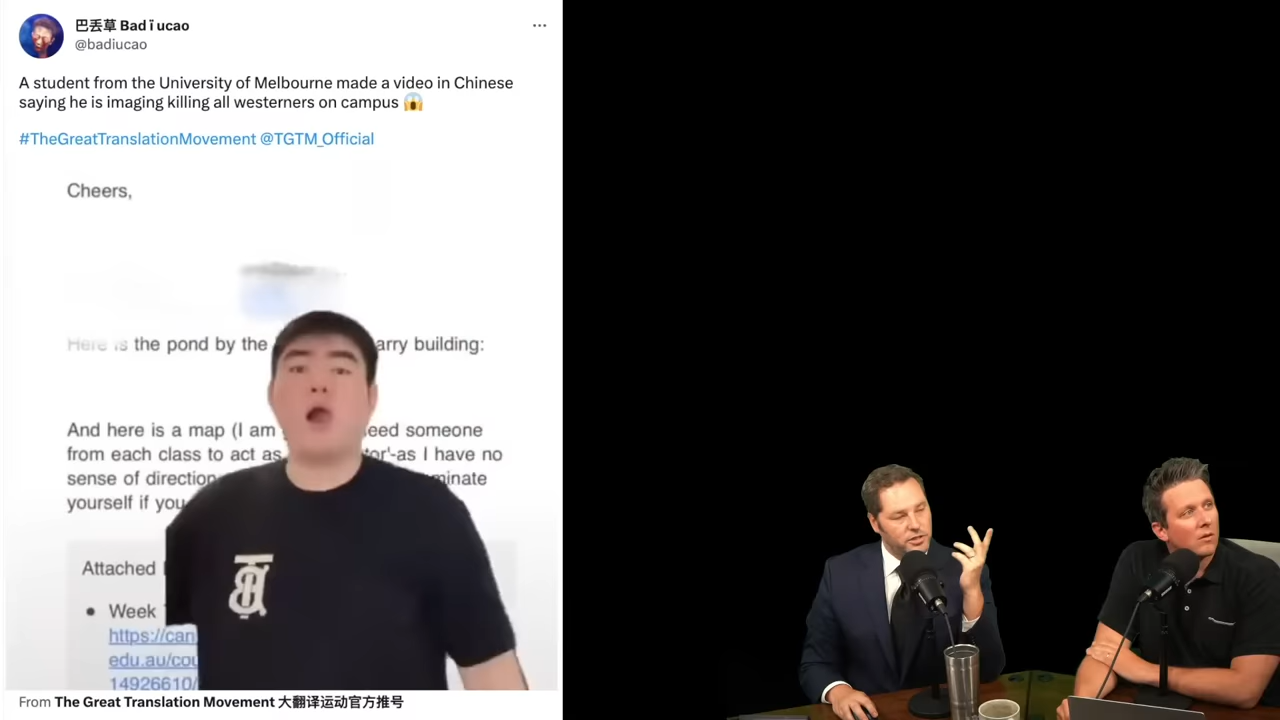 巴丢草 Bad ї ucao
@badiucao
A student from the University of Melbourne made a video in Chinese
saying he is imaging killing all westerners on campus 😱
#TheGreatTranslationMovement @TGTM_Official
Cheers,
Here is the pond by the arry building:
And here is a map (I am eed someone
from each class to act as tor'-as I have no
sense of direction minate
yourself if you
Attached
• Week
https://can
edu.au/cou
14926610/
From The Great Translation Movement 大翻译运动官方推号